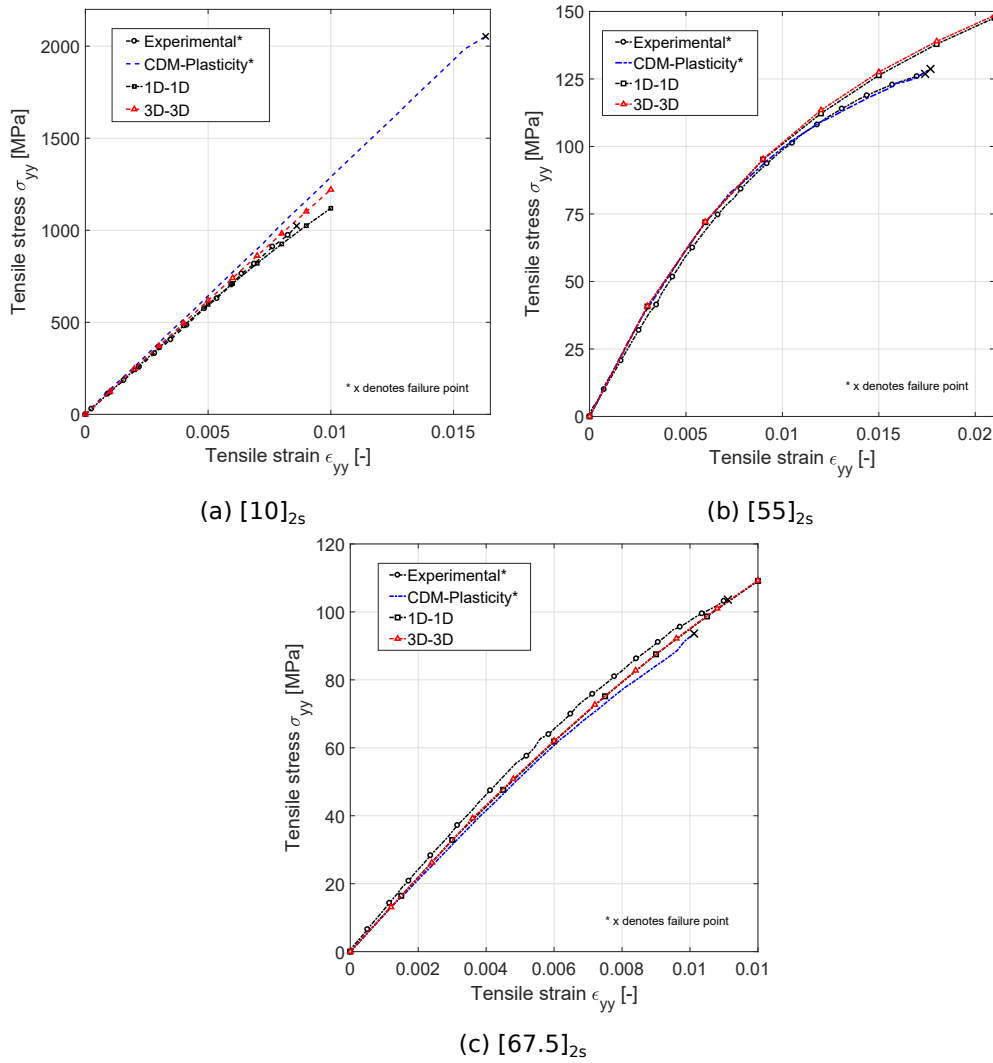 2000
1500
1000
500
0
Tensile stress σyy [MPa]
Experimental*
CDM-Plasticity*
1D-1D
3D-3D
* x denotes failure point
0 0.005 0.01 0.015
Tensile strain ϵyy [-]
(a) [10]2s
150
125
100
75
50
25
0
Tensile stress σyy [MPa]
Experimental*
CDM-Plasticity*
1D-1D
3D-3D
* x denotes failure point
0 0.005 0.01 0.015 0.02
Tensile strain ϵyy [-]
(b) [55]2s
120
100
80
60
40
20
0
Tensile stress σyy [MPa]
Experimental*
CDM-Plasticity*
1D-1D
3D-3D
* x denotes failure point
0 0.002 0.004 0.006 0.008 0.01 0.01
Tensile strain ϵyy [-]
(c) [67.5]2s